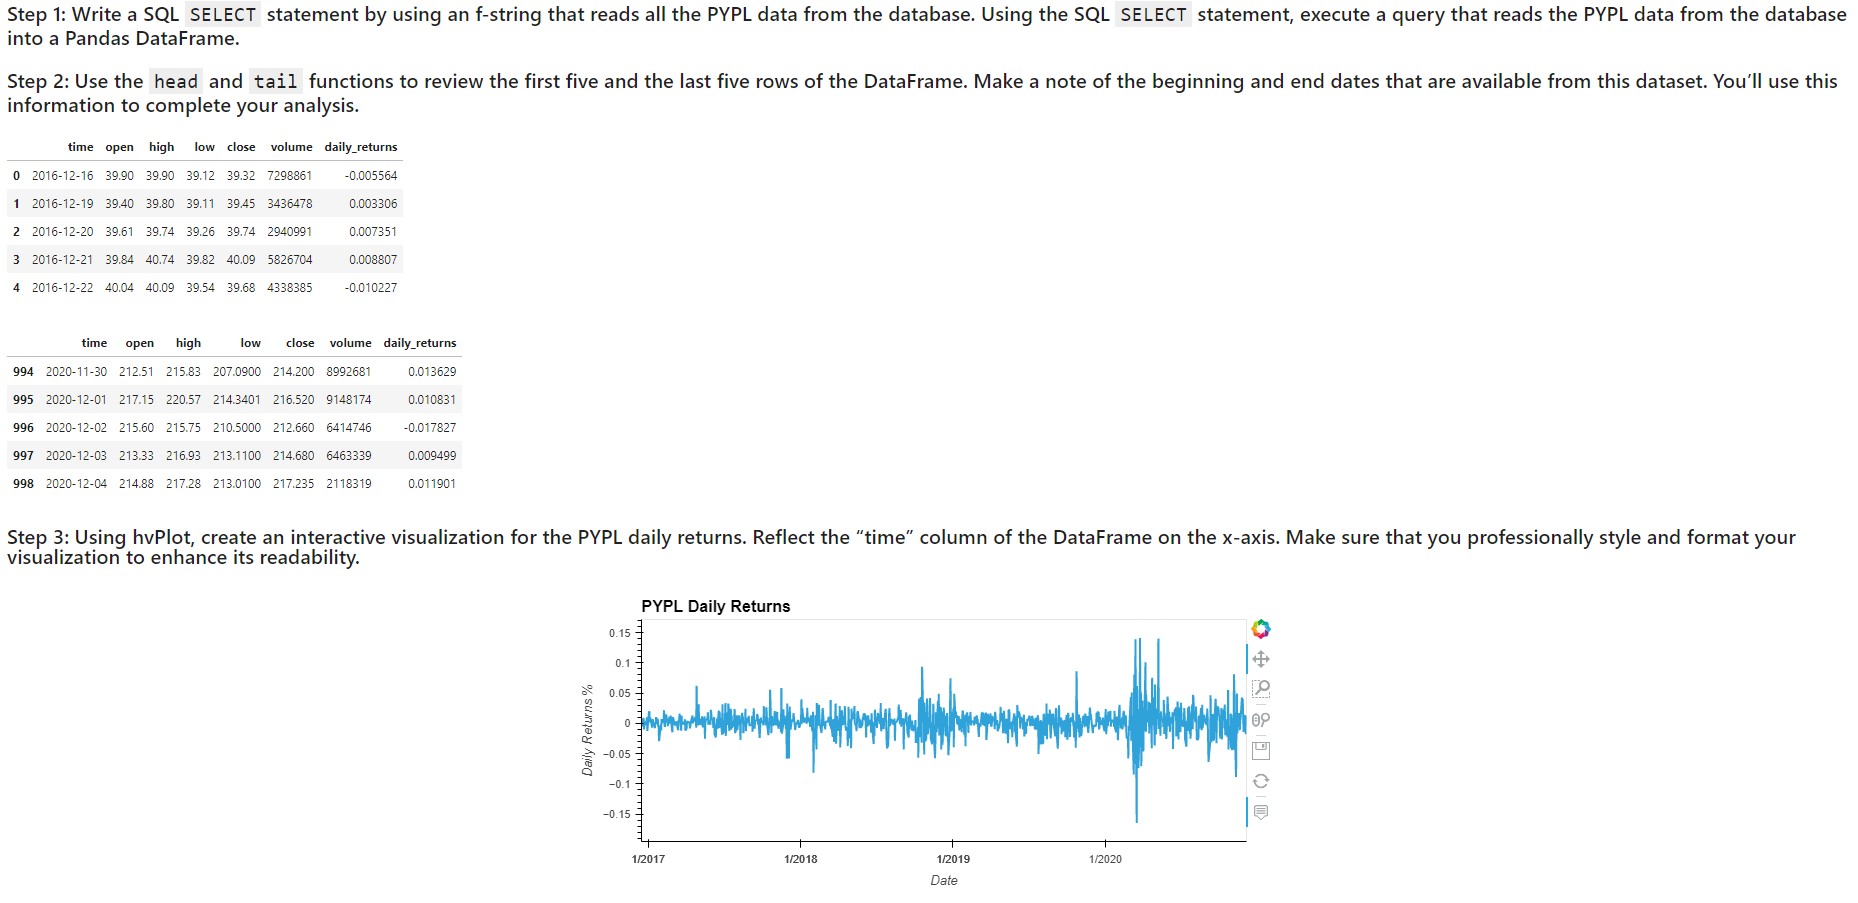 Step 1: Write a SQL SELECT statement by using an f-string that reads all the PYPL data from the database. Using the SQL SELECT statement, execute a query that reads the PYPL data from the database
into a Pandas DataFrame.
Step 2: Use the head and tail functions to review the first five and the last five rows of the DataFrame. Make a note of the beginning and end dates that are available from this dataset. You’ll use this
information to complete your analysis.
time open high low close volume daily_returns
0 2016-12-16 39.90 39.90 39.12 39.32 7298861 -0.005564
1 2016-12-19 39.40 39.80 39.11 39.45 3436478 0.003306
2 2016-12-20 39.61 39.74 39.26 39.74 2940991 0.007351
3 2016-12-21 39.84 40.74 39.82 40.09 5826704 0.008807
4 2016-12-22 40.04 40.09 39.54 39.68 4338385 -0.010227
time open high low close volume daily_returns
994 2020-11-30 212.51 215.83 207.0900 214.200 8992681 0.013629
995 2020-12-01 217.15 220.57 214.3401 216.520 9148174 0.010831
996 2020-12-02 215.60 215.75 210.5000 212.660 6414746 -0.017827
997 2020-12-03 213.33 216.93 213.1100 214.680 6463339 0.009499
998 2020-12-04 214.88 217.28 213.0100 217.235 2118319 0.011901
Step 3: Using hvPlot, create an interactive visualization for the PYPL daily returns. Reflect the “time” column of the DataFrame on the x-axis. Make sure that you professionally style and format your
visualization to enhance its readability.
PYPL Daily Returns
0.15
0.1
0.05
0
−0.05
−0.1
−0.15
Daily Returns %
1/2017 1/2018 1/2019 1/2020
Date